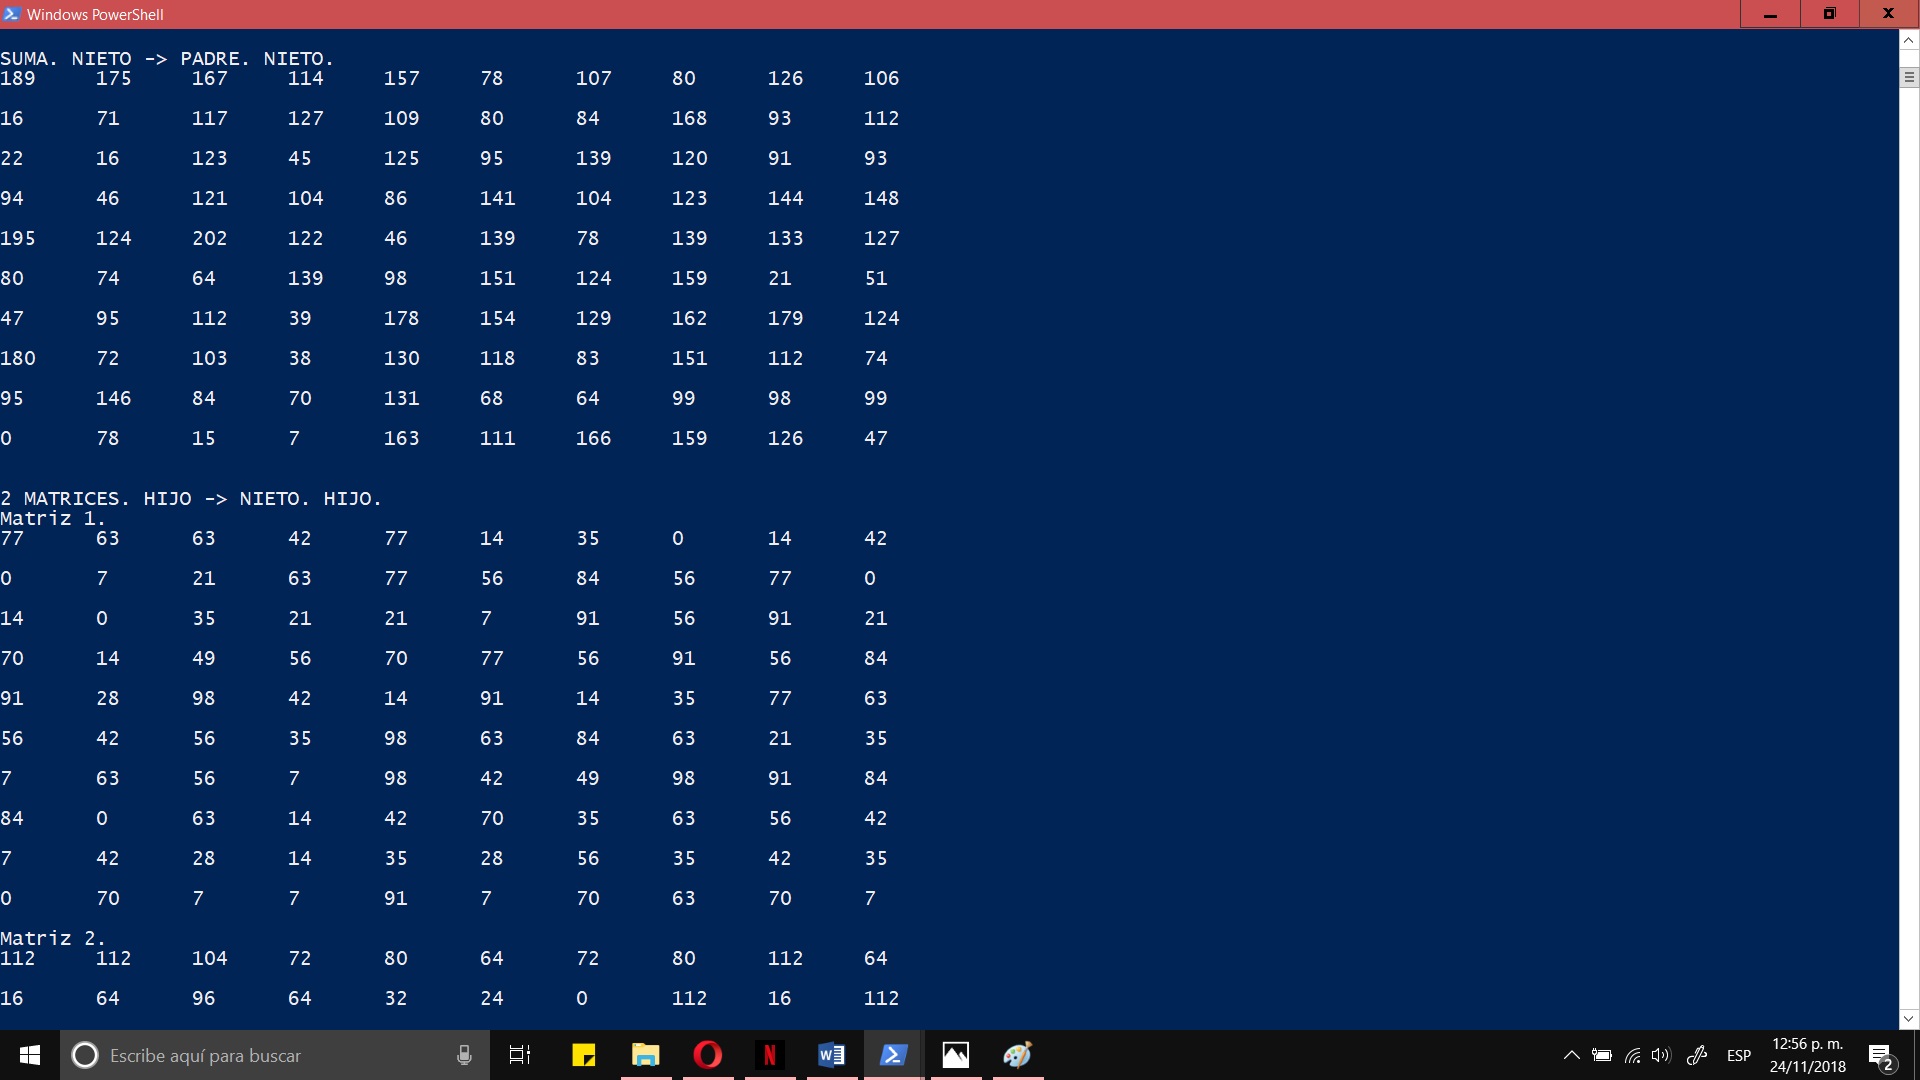 Windows PowerShell
SUMA. NIETO -> PADRE. NIETO.
189 175 167 114 157 78 107 80 126 106
16 71 117 127 109 80 84 168 93 112
22 16 123 45 125 95 139 120 91 93
94 46 121 104 86 141 104 123 144 148
195 124 202 122 46 139 78 139 133 127
80 74 64 139 98 151 124 159 21 51
47 95 112 39 178 154 129 162 179 124
180 72 103 38 130 118 83 151 112 74
95 146 84 70 131 68 64 99 98 99
0 78 15 7 163 111 166 159 126 47
2 MATRICES. HIJO -> NIETO. HIJO.
Matriz 1.
77 63 63 42 77 14 35 0 14 42
0 7 21 63 77 56 84 56 77 0
14 0 35 21 21 7 91 56 91 21
70 14 49 56 70 77 56 91 56 84
91 28 98 42 14 91 14 35 77 63
56 42 56 35 98 63 84 63 21 35
7 63 56 7 98 42 49 98 91 84
84 0 63 14 42 70 35 63 56 42
7 42 28 14 35 28 56 35 42 35
0 70 7 7 91 7 70 63 70 7
Matriz 2.
112 112 104 72 80 64 72 80 112 64
16 64 96 64 32 24 0 112 16 112
Escribe aquí para buscar
N
W
ESP
12:56 p. m.
24/11/2018
2